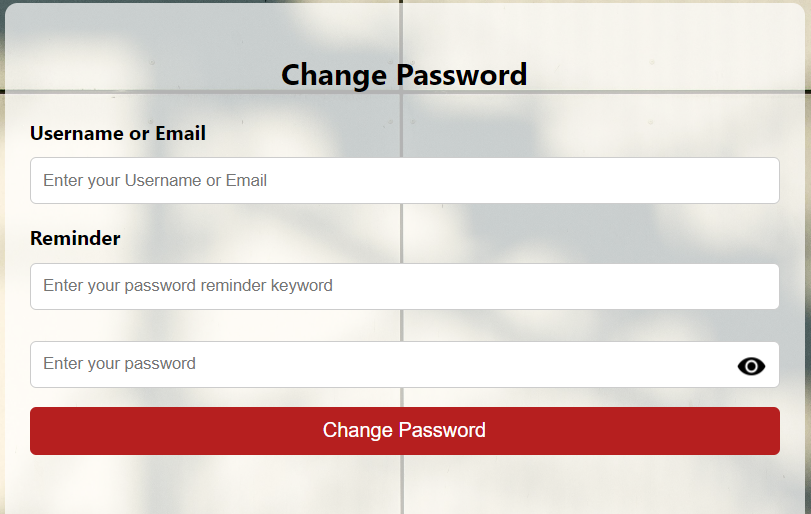 Change Password
Username or Email
Enter your Username or Email
Reminder
Enter your password reminder keyword
Enter your password
Change Password